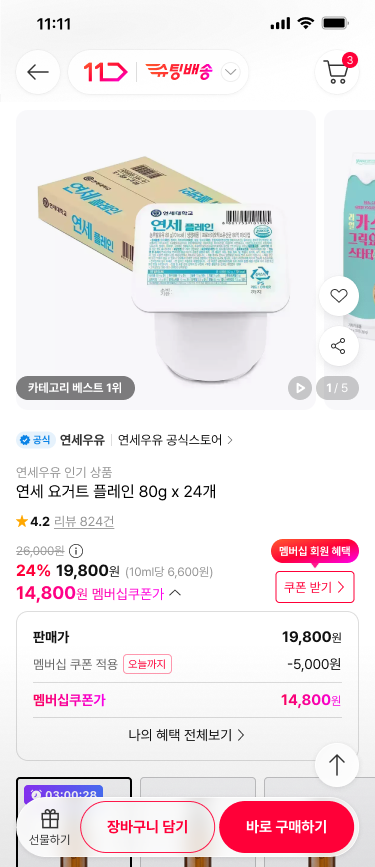 11:11
11
슈팅배송
3
연세대학교
연세 플레인
연세대학교
연세 플레인
카테고리 베스트 1위
1 / 5
공식 연세우유 연세우유 공식스토어
연세우유 인기 상품
연세 요거트 플레인 80g x 24개
4.2 리뷰 824건
26,000원
멤버십 회원 혜택
24% 19,800원 (10ml당 6,600원)
쿠폰 받기
14,800원 멤버십쿠폰가
판매가 19,800원
멤버십 쿠폰 적용 오늘까지 -5,000원
멤버십쿠폰가 14,800원
나의 혜택 전체보기
03:00:28
선물하기
장바구니 담기
바로 구매하기